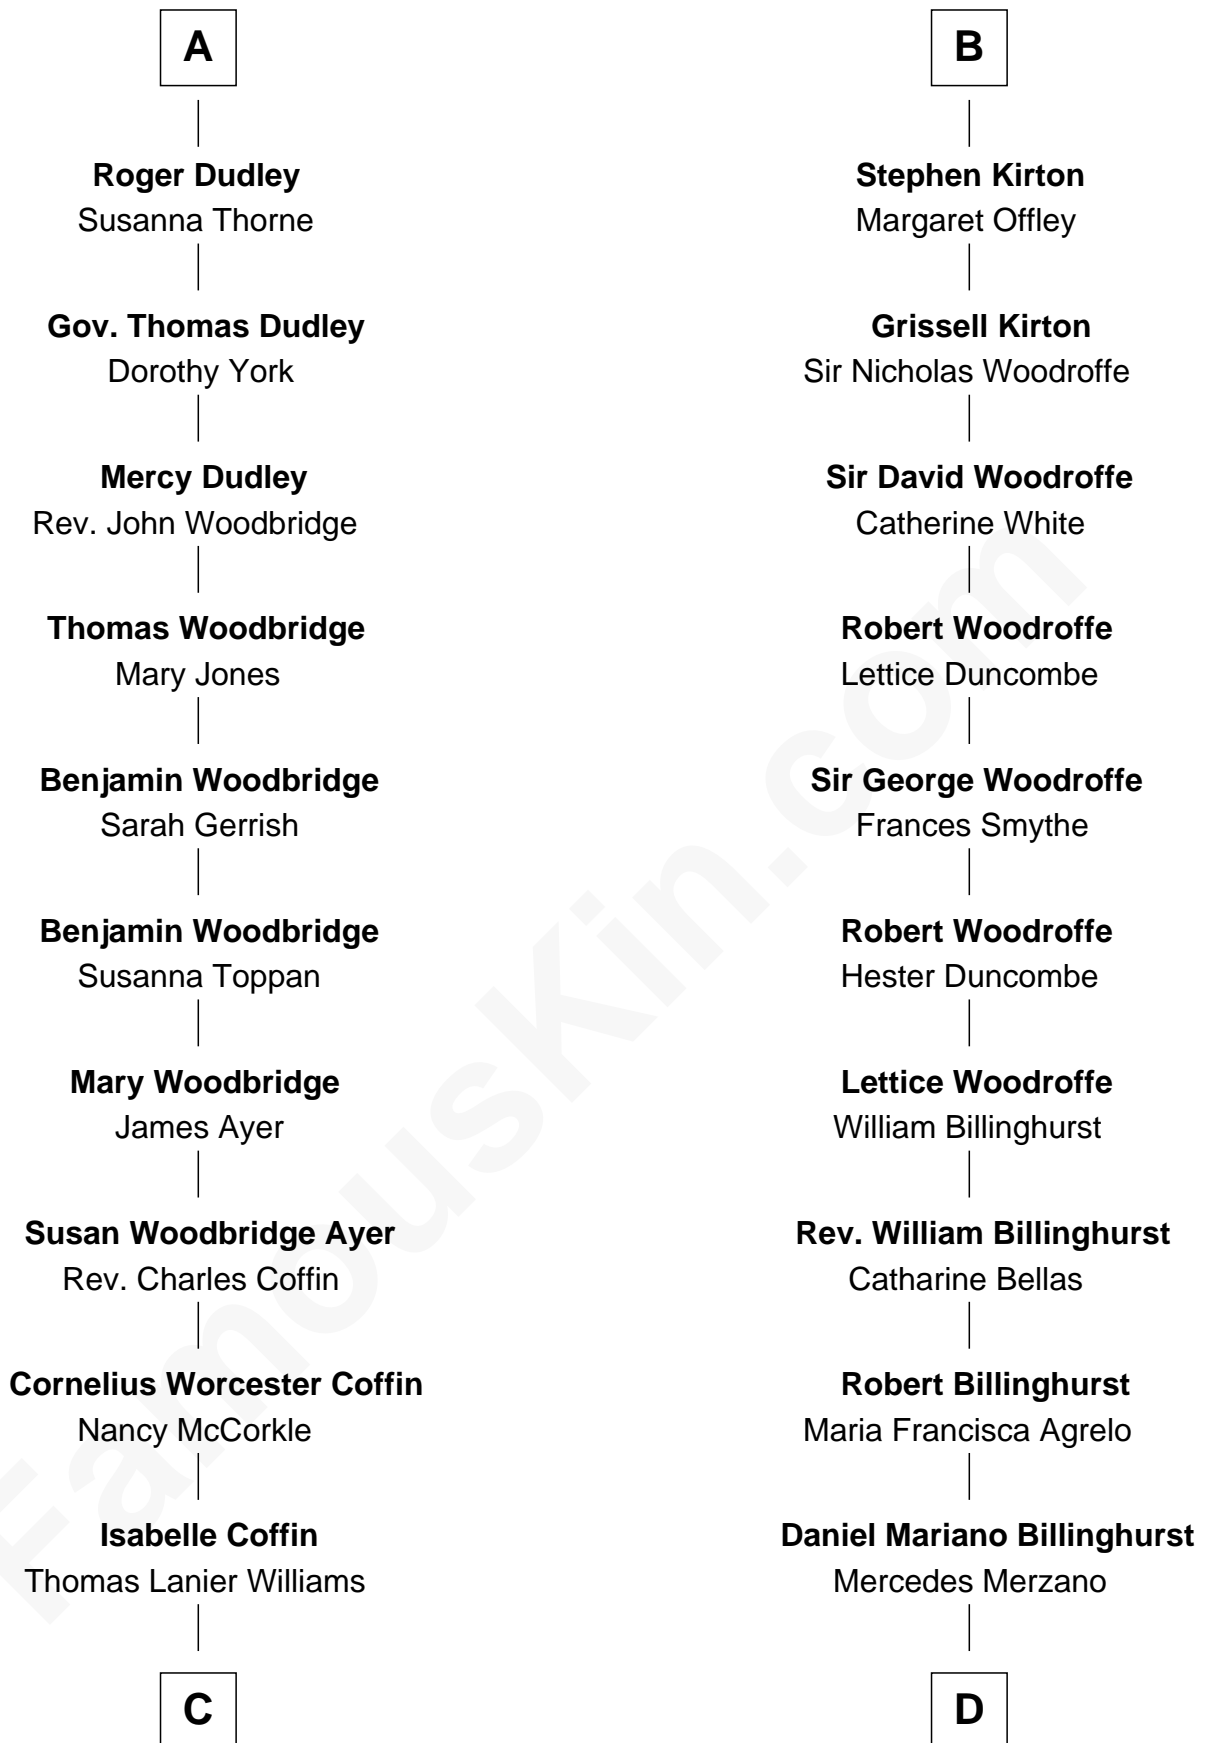 A
Roger Dudley
Susanna Thorne
Gov. Thomas Dudley
Dorothy York
Mercy Dudley
Rev. John Woodbridge
Thomas Woodbridge
Mary Jones
Benjamin Woodbridge
Sarah Gerrish
Benjamin Woodbridge
Susanna Toppan
Mary Woodbridge
James Ayer
Susan Woodbridge Ayer
Rev. Charles Coffin
Cornelius Worcester Coffin
Nancy McCorkle
Isabelle Coffin
Thomas Lanier Williams
C
B
Stephen Kirton
Margaret Offley
Grissell Kirton
Sir Nicholas Woodroffe
Sir David Woodroffe
Catherine White
Robert Woodroffe
Lettice Duncombe
Sir George Woodroffe
Frances Smythe
Robert Woodroffe
Hester Duncombe
Lettice Woodroffe
William Billinghurst
Rev. William Billinghurst
Catharine Bellas
Robert Billinghurst
Maria Francisca Agrelo
Daniel Mariano Billinghurst
Mercedes Merzano
D
FamousKin.com